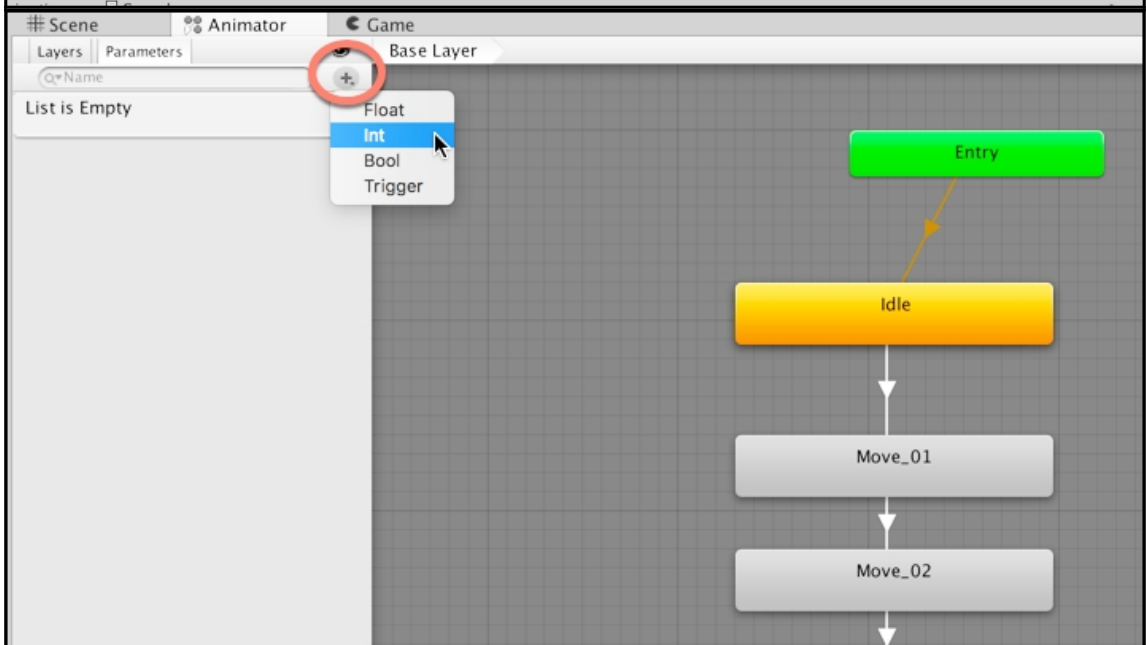 Scene
Animator
Game
Layers
Parameters
Base Layer
Name
List is Empty
Float
Int
Bool
Trigger
Entry
Idle
Move_01
Move_02